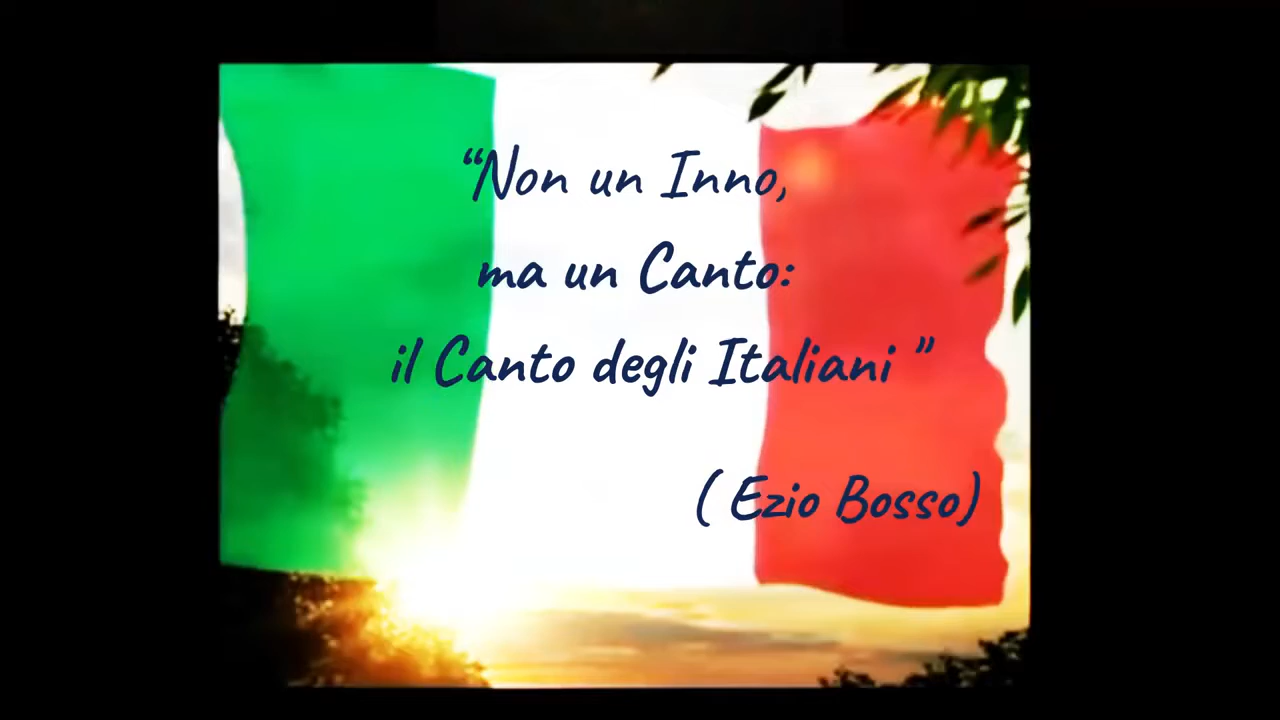 “Non un Inno,
ma un Canto:
il Canto degli Italiani "
( Ezio Bosso)